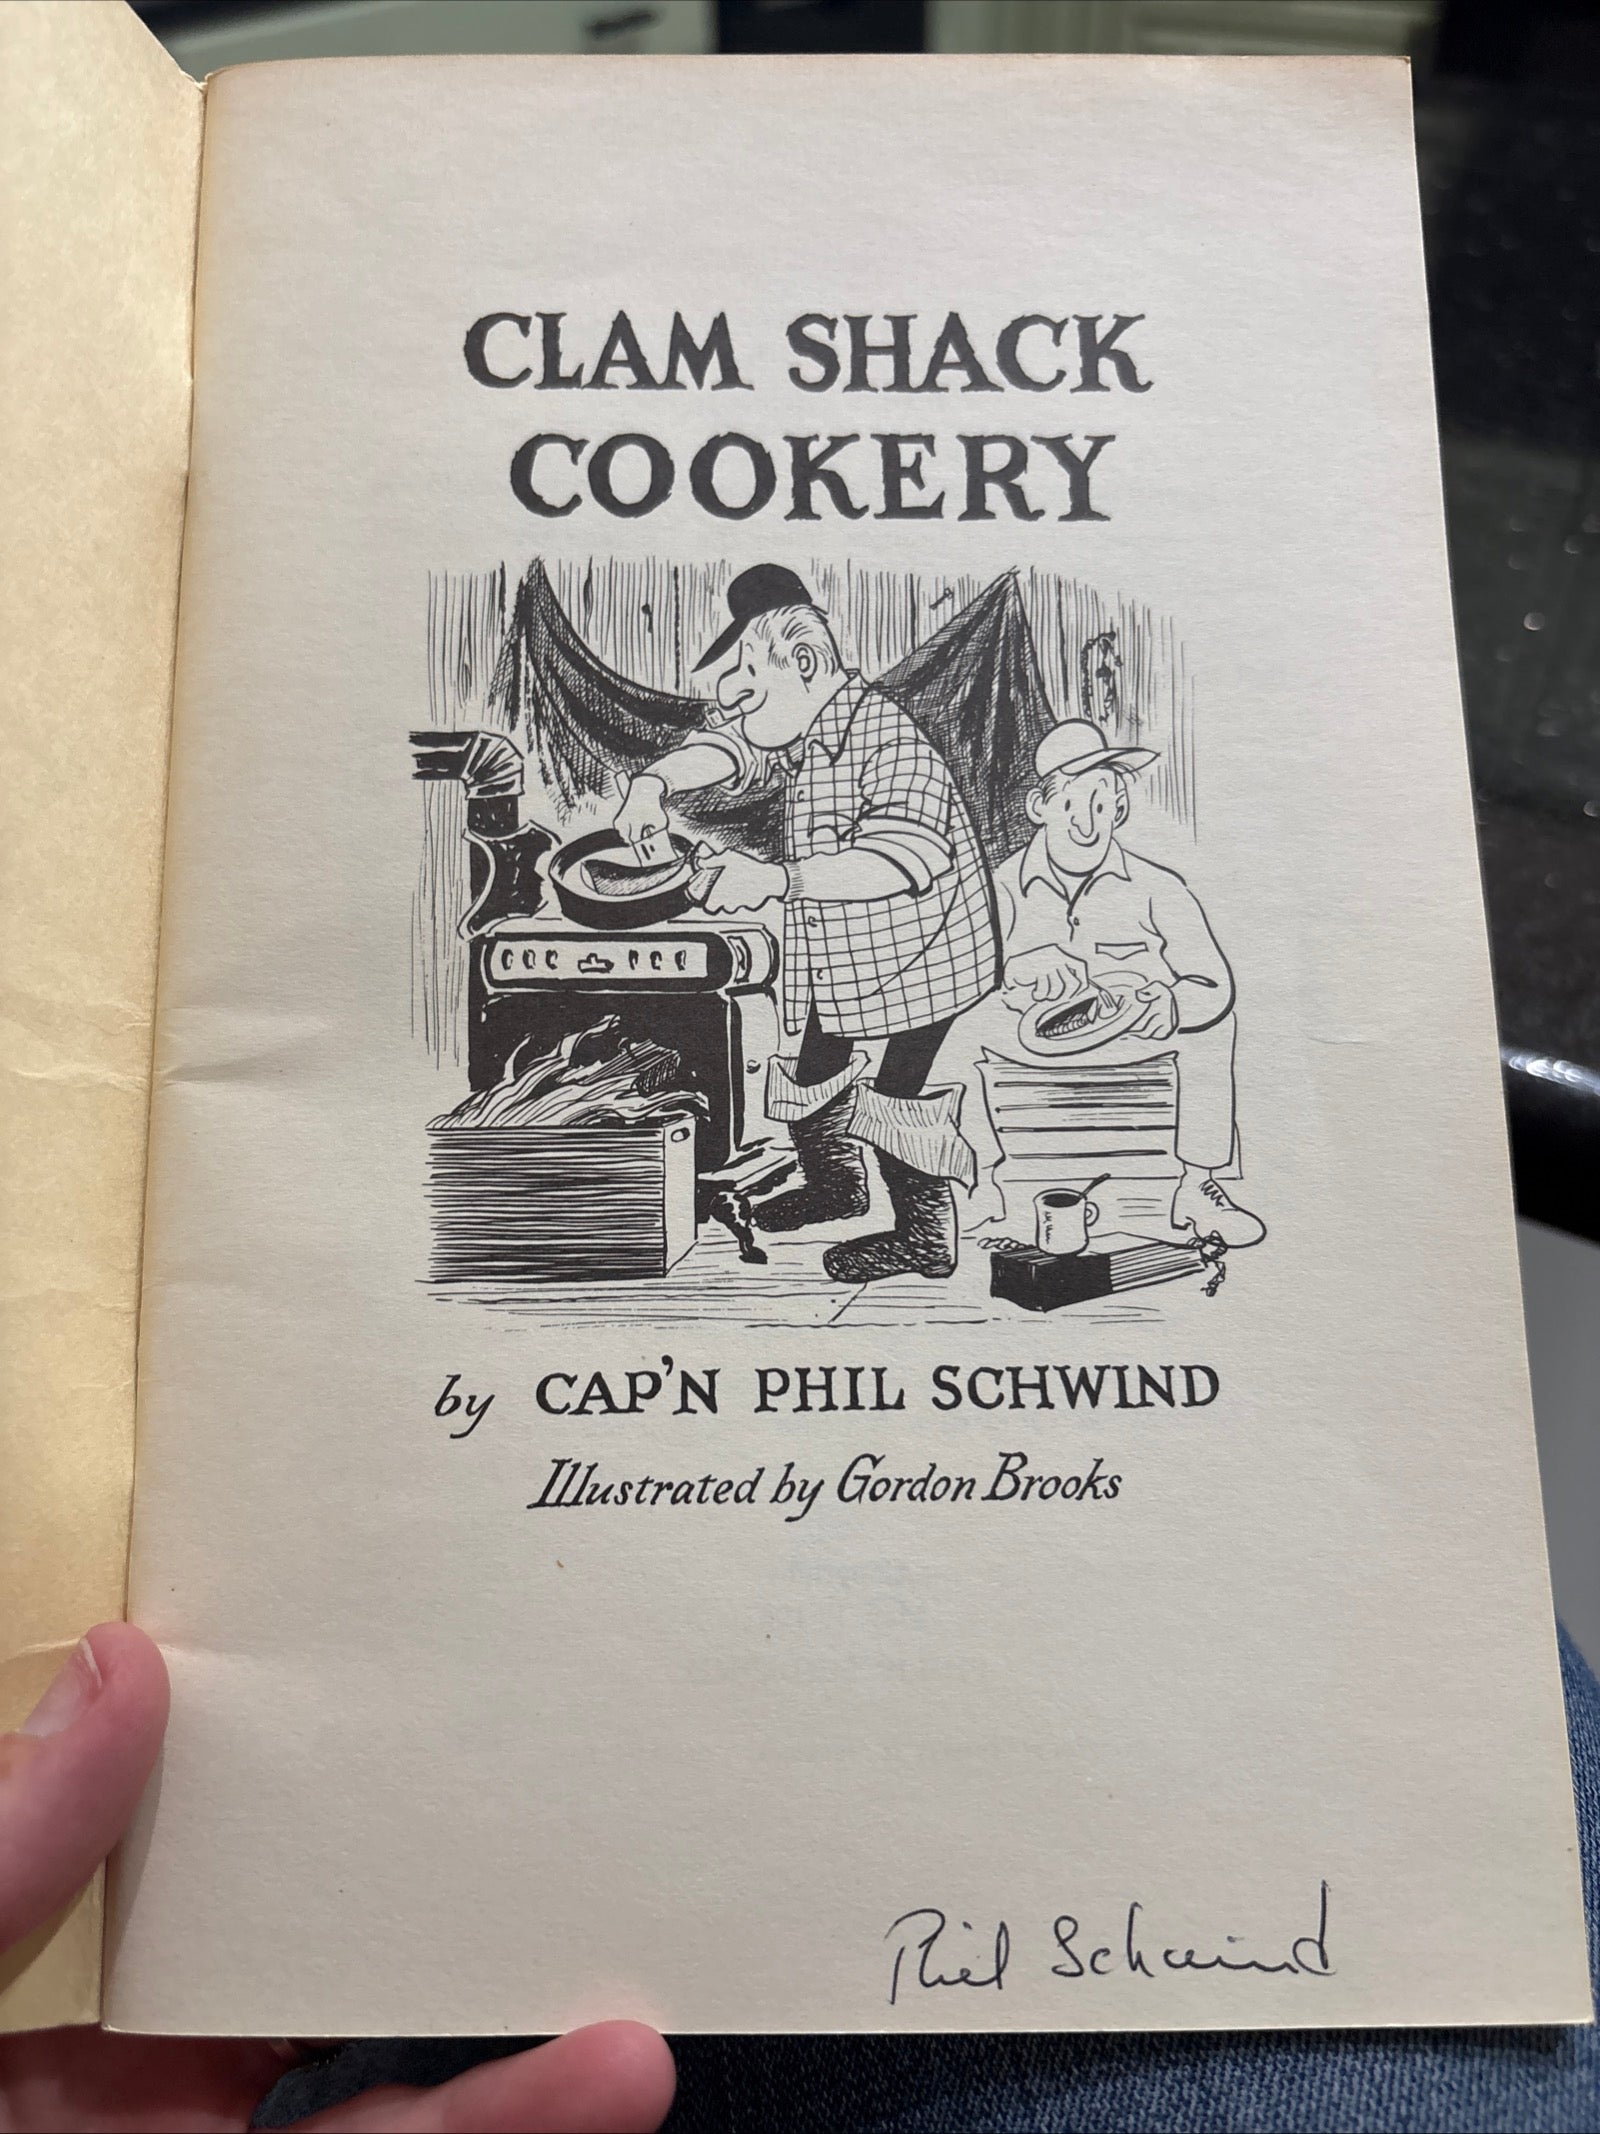 CLAM SHACK
COOKERY
by CAP'N PHIL SCHWIND
Illustrated by Gordon Brooks
Phil Schwind